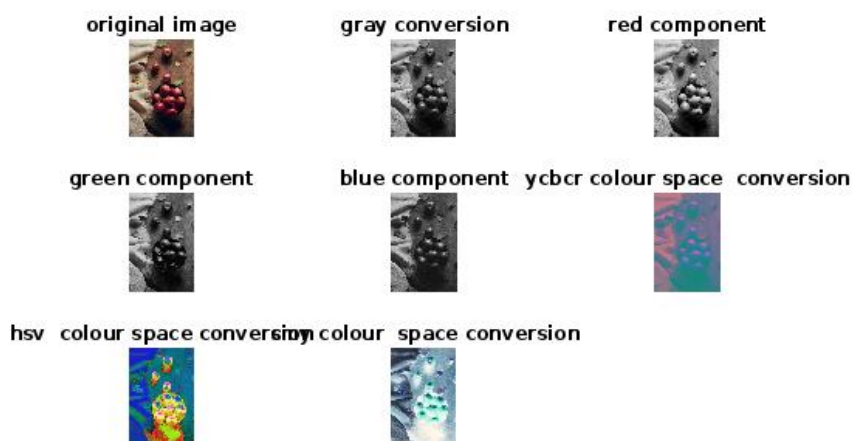 original image
gray conversion
red component
green component
blue component
ycbcr colour space conversion
hsv colour space conversion
cmy colour space conversion